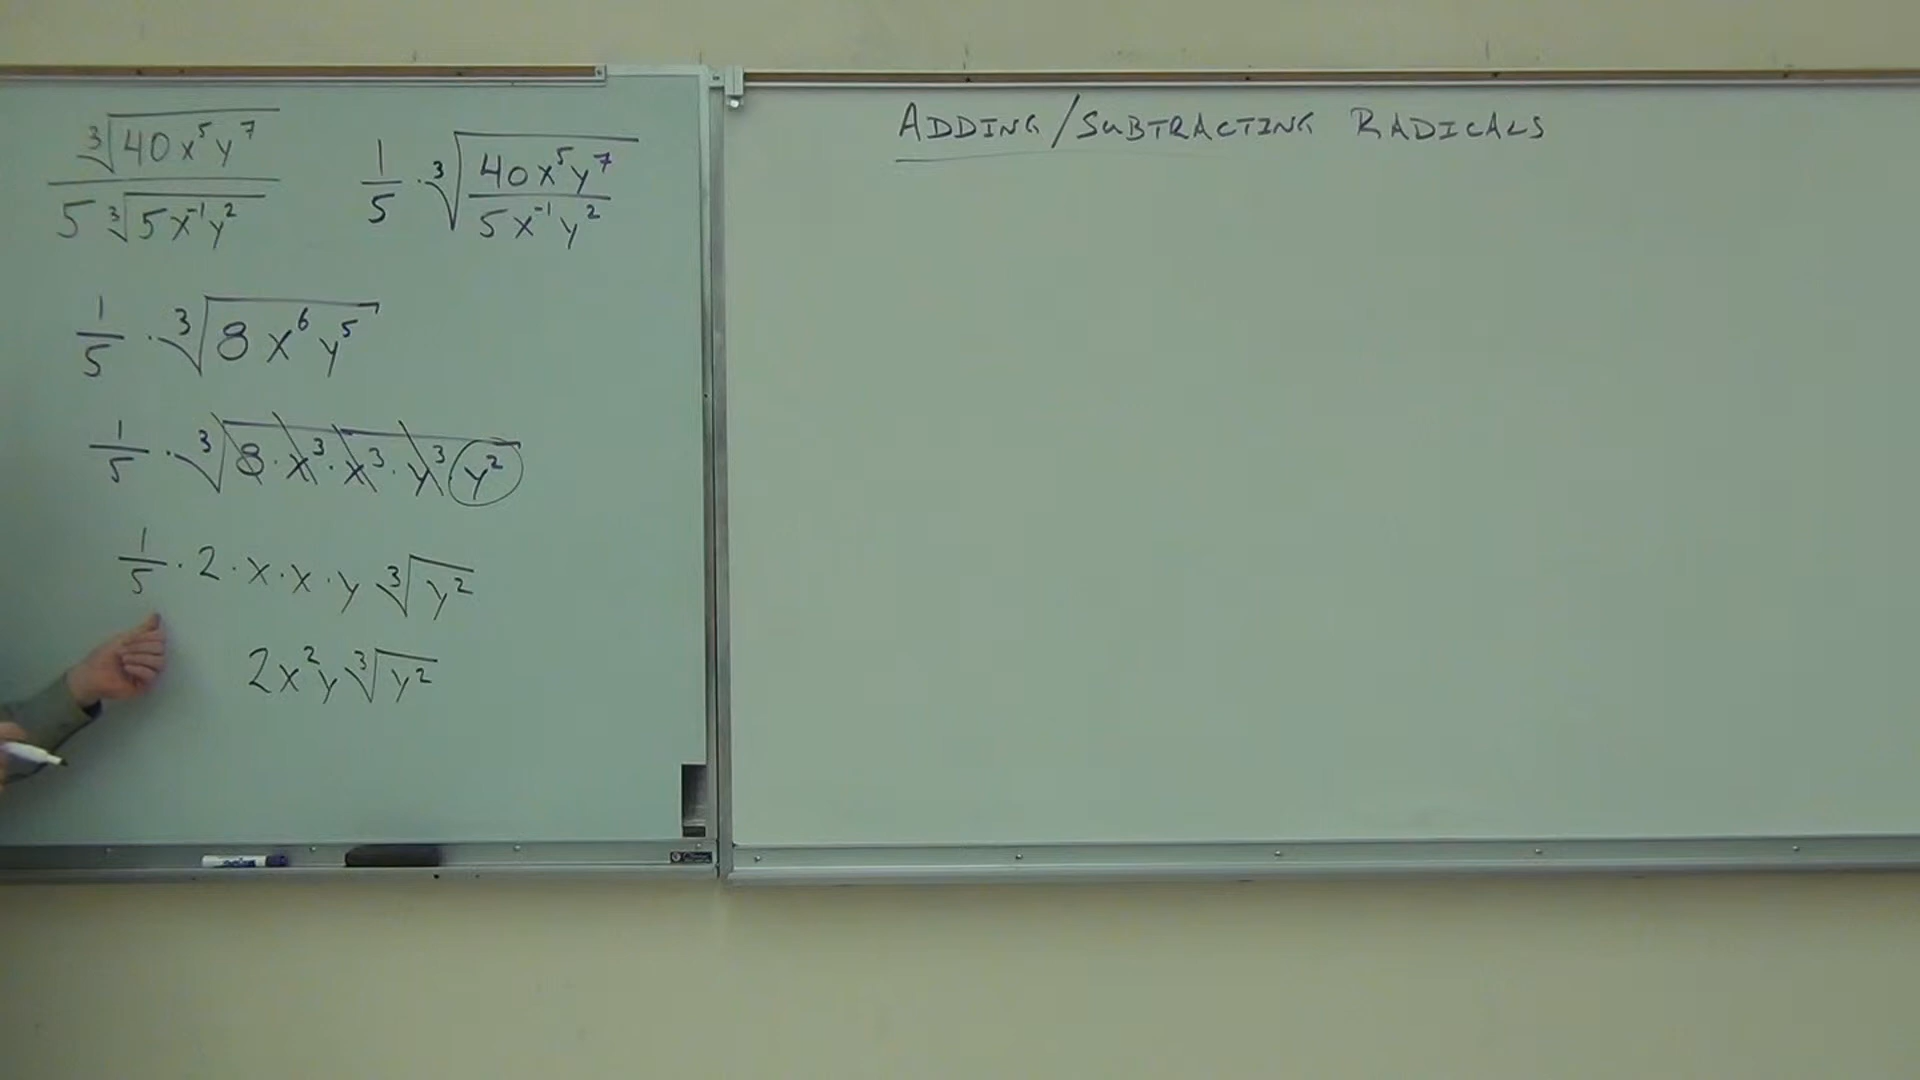 ∛(40x⁵y⁷) / 5∛(5x⁻¹y²)
1/5 · ∛(40x⁵y⁷ / 5x⁻¹y²)
1/5 · ∛(8x⁶y⁵)
1/5 · ∛(8·x³·x³·y³ y²)
1/5 · 2 · x · x · y ∛(y²)
2x²y ∛(y²)
ADDING/SUBTRACTING RADICALS